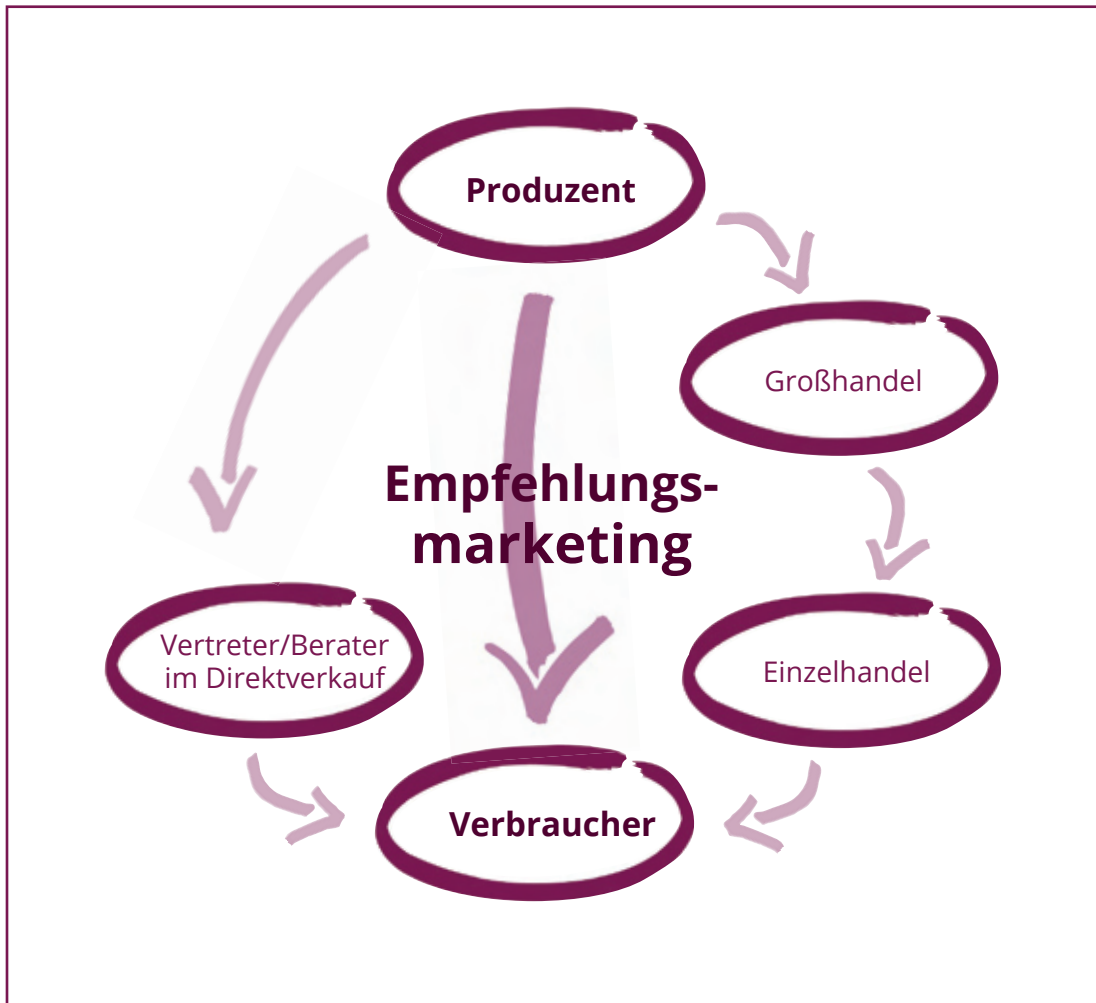 Produzent
Großhandel
Empfehlungs-
marketing
Vertreter/Berater
im Direktverkauf
Einzelhandel
Verbraucher